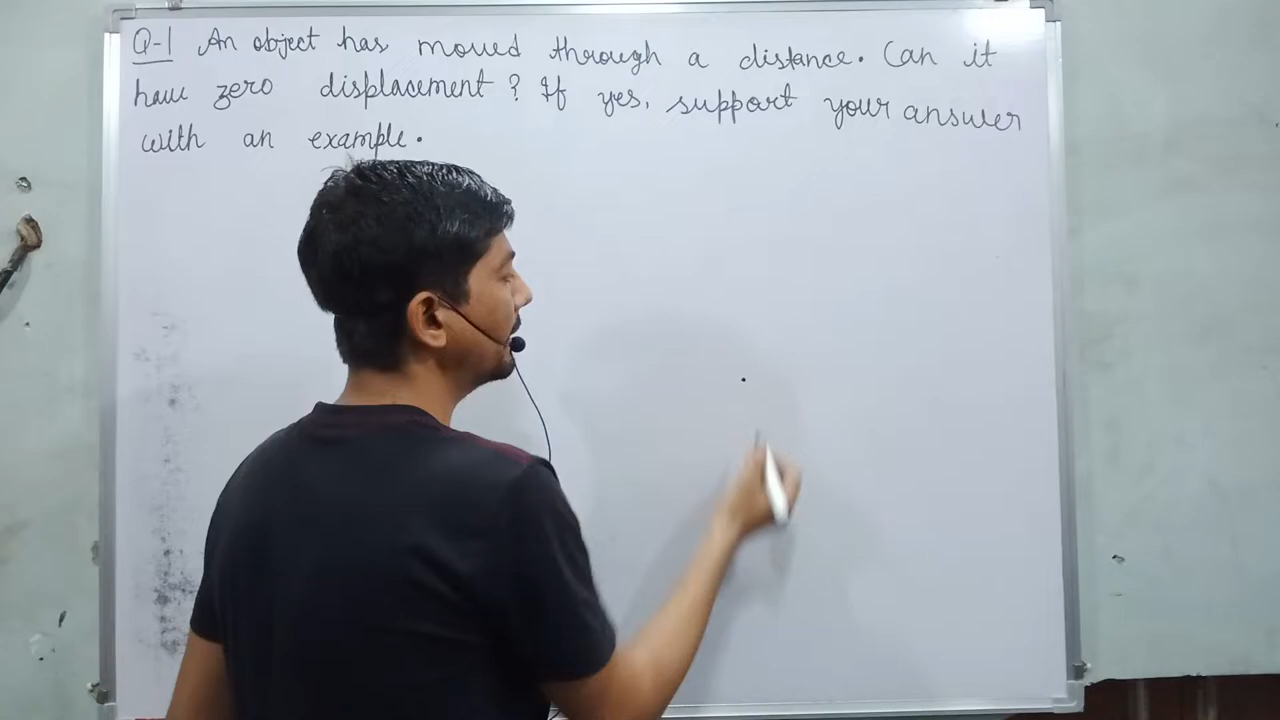 Q-1 An object has moved through a distance. Can it
have zero displacement? If yes, support your answer
with an example.